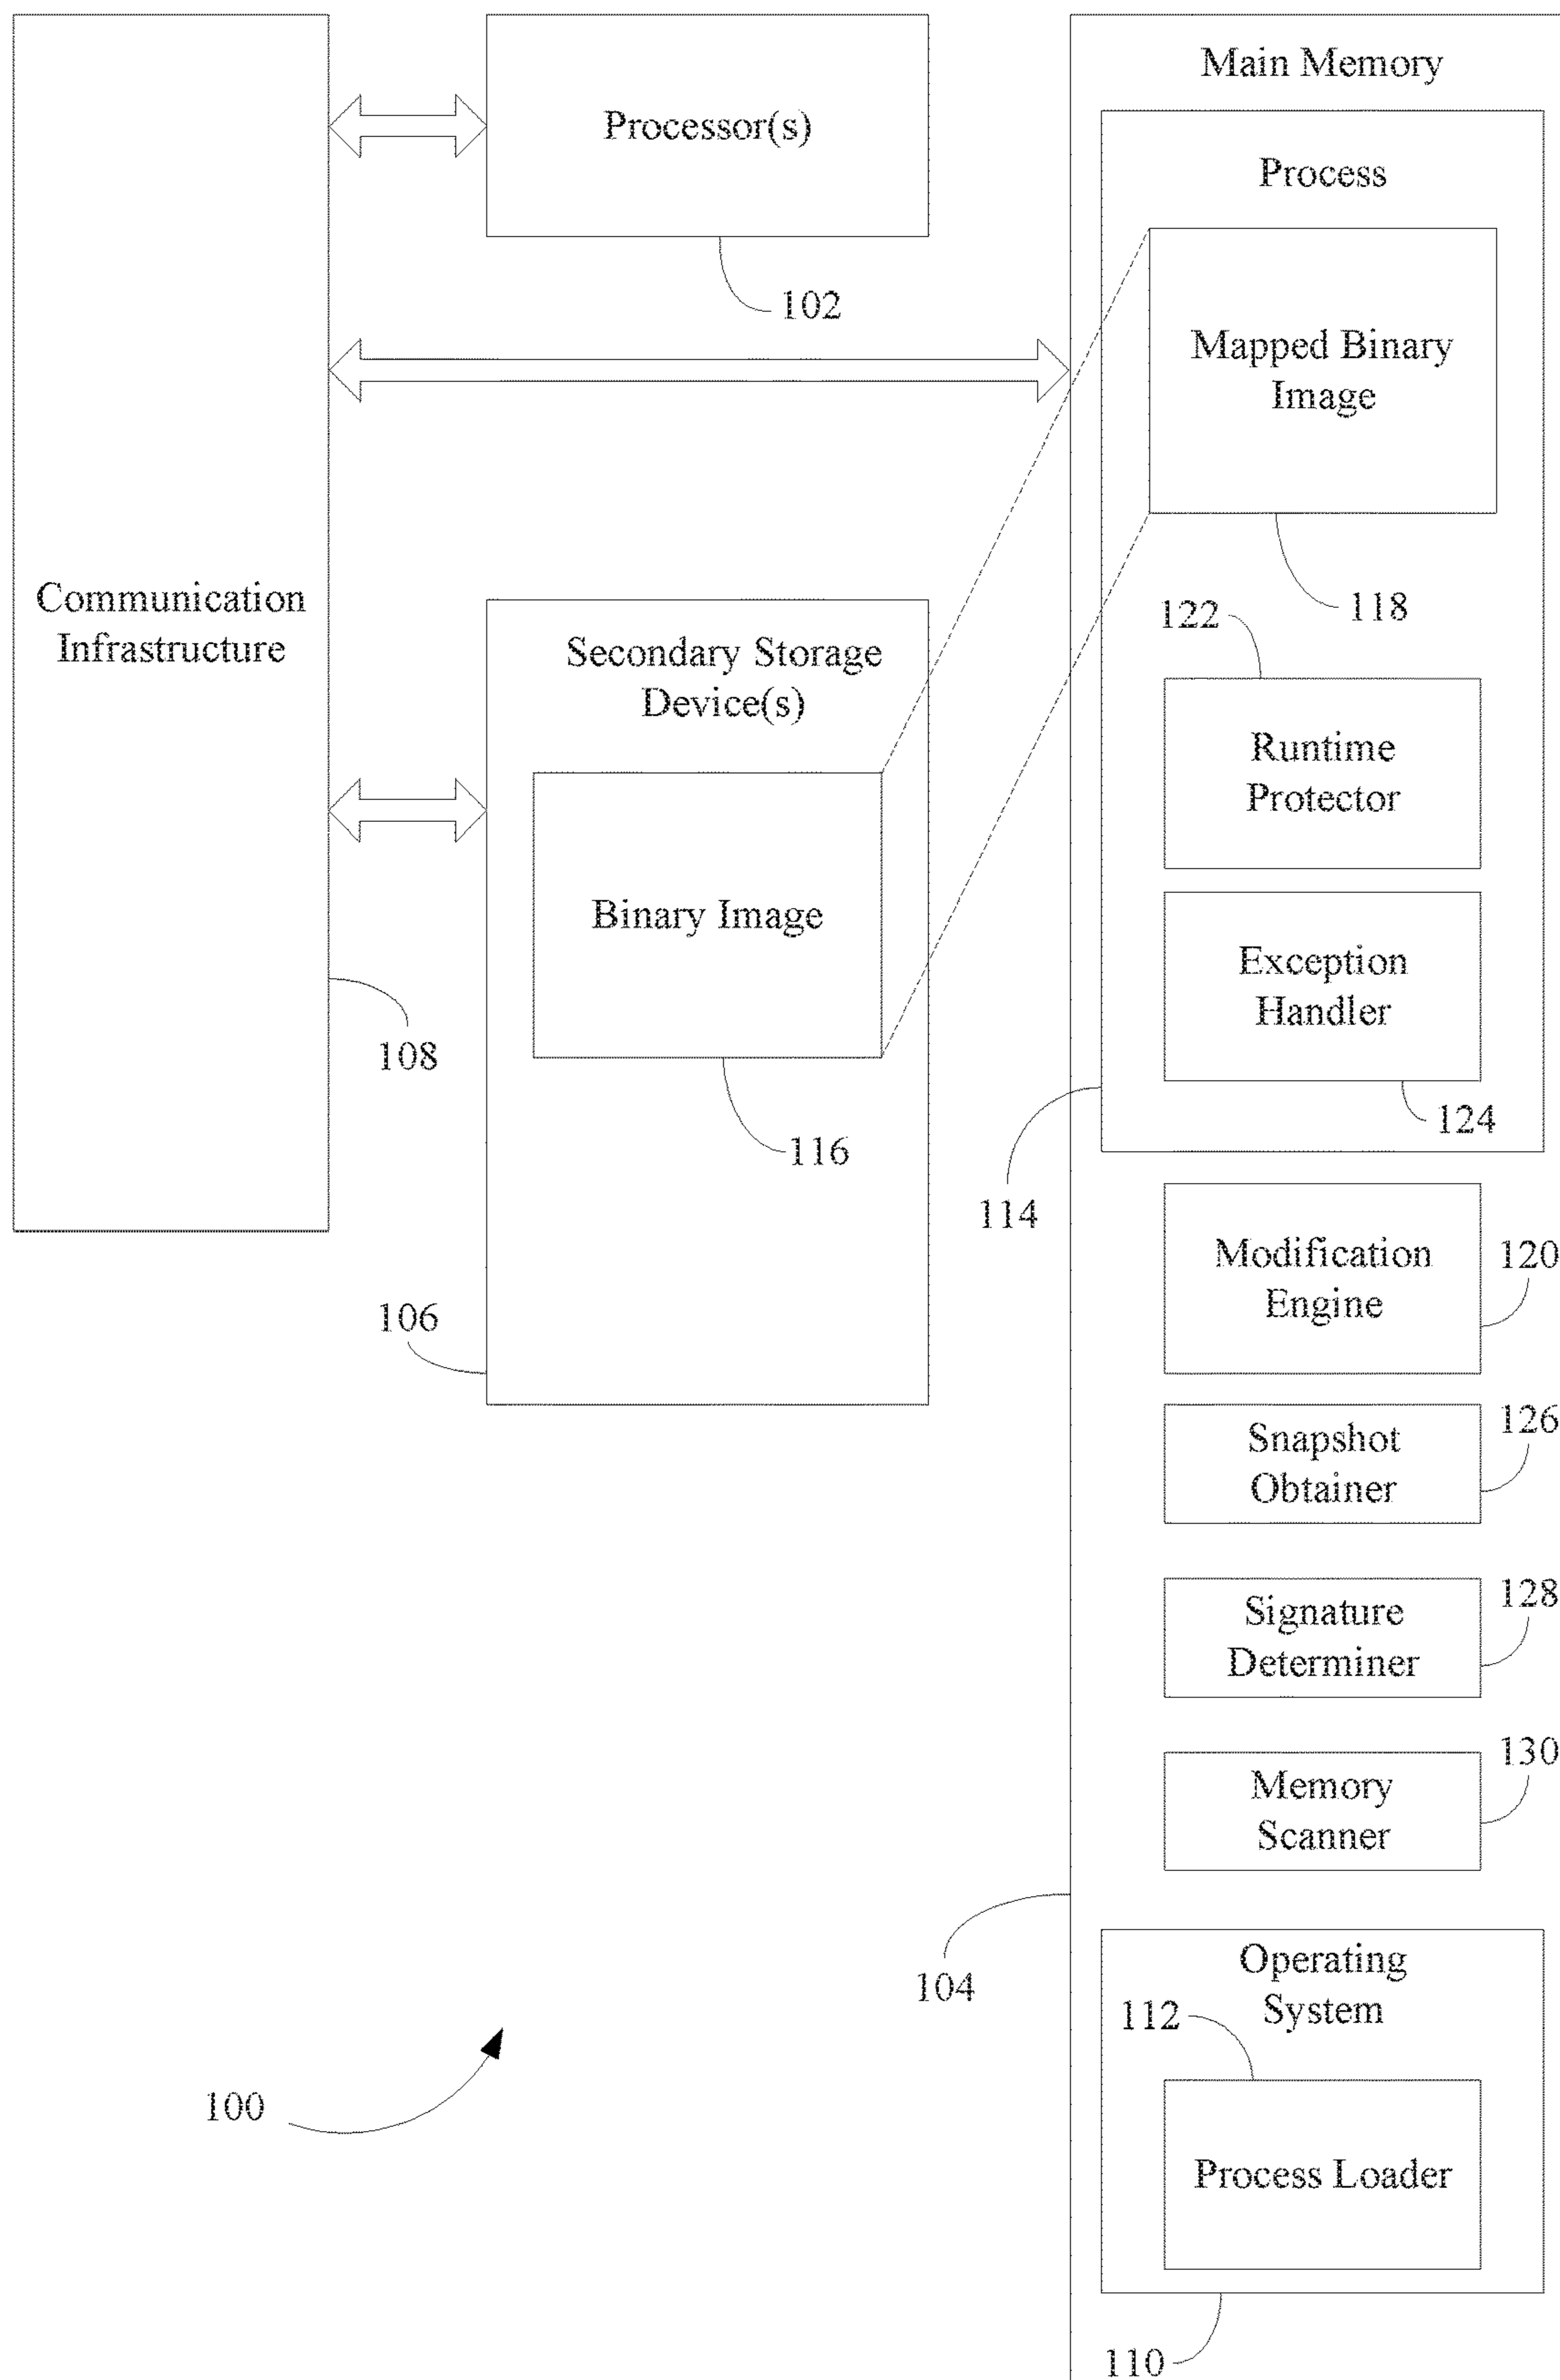 Main Memory
Processor(s)
Process
102
Mapped Binary
Image
118
Communication
Infrastructure
122
Secondary Storage
Device(s)
Runtime
Protector
Binary Image
Exception
Handler
108
116
124
114
Modification
Engine
120
106
Snapshot
Obtainer
126
Signature
Determiner
128
Memory
Scanner
130
104
Operating
System
112
100
Process Loader
110